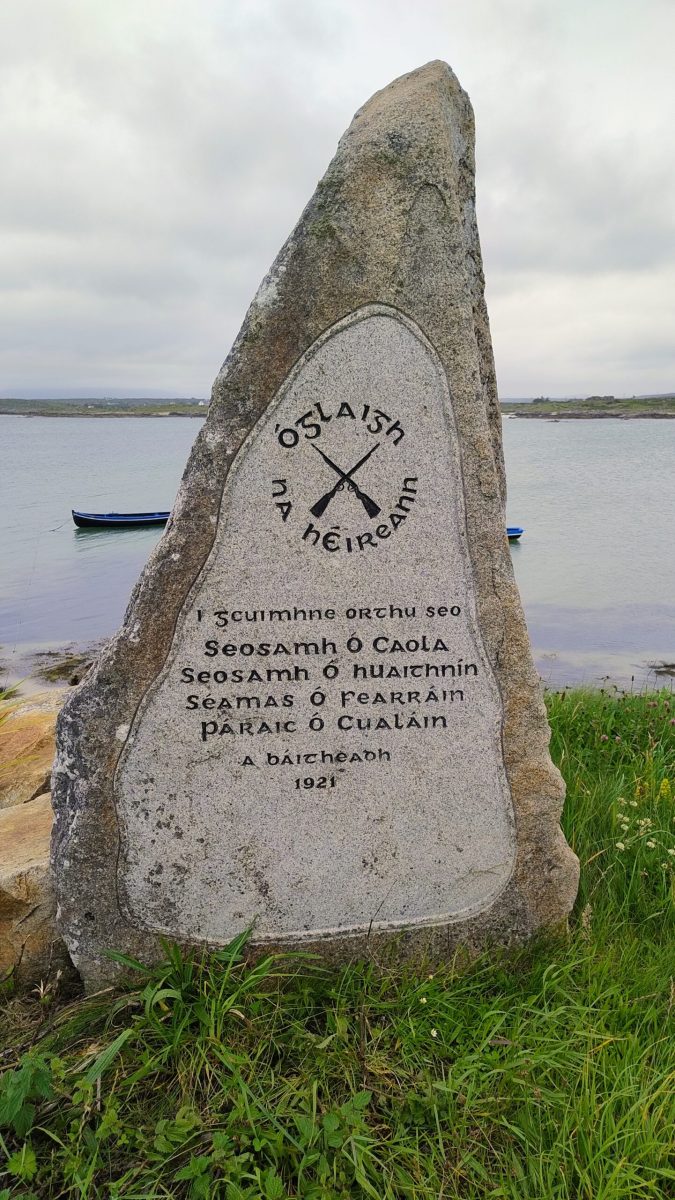 Óglaigh
na hÉireann
I gcuimhne orthu seo
Seosamh Ó Caola
Seosamh Ó hUaithnín
Séamas Ó Fearráin
Páraic Ó Cualáin
a báitheadh
1921